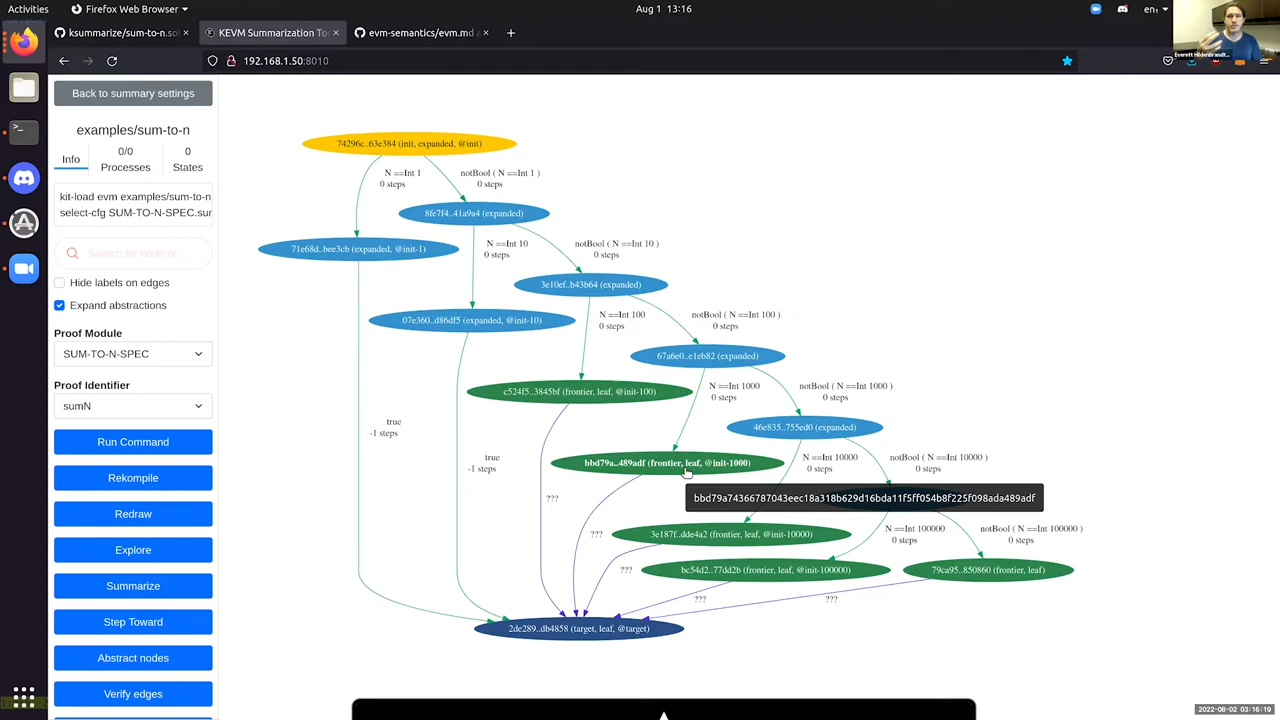 Activities
Firefox Web Browser
Aug 1 13:16
en
ksummarize/sum-to-n.sol
KEVM Summarization Too
evm-semantics/evm.md a
192.168.1.50:8010
Everett Hildenbrandt...
Back to summary settings
examples/sum-to-n
Info
0/0
Processes
0
States
kit-load evm examples/sum-to-n
select-cfg SUM-TO-N-SPEC.sur
Search for node or ...
Hide labels on edges
Expand abstractions
Proof Module
SUM-TO-N-SPEC
Proof Identifier
sumN
Run Command
Rekompile
Redraw
Explore
Summarize
Step Toward
Abstract nodes
Verify edges
74296c..63e384 (init, expanded, @init)
N ==Int 1
0 steps
notBool ( N ==Int 1 )
0 steps
8fe7f4..41a9a4 (expanded)
71e68d..bee3cb (expanded, @init-1)
N ==Int 10
0 steps
notBool ( N ==Int 10 )
0 steps
3e10ef..b43b64 (expanded)
07e360..d86df5 (expanded, @init-10)
N ==Int 100
0 steps
notBool ( N ==Int 100 )
0 steps
67a6e0..e1eb82 (expanded)
c524f5..3845bf (frontier, leaf, @init-100)
N ==Int 1000
0 steps
notBool ( N ==Int 1000 )
0 steps
46e835..755ed0 (expanded)
true
-1 steps
true
-1 steps
bbd79a..489adf (frontier, leaf, @init-1000)
N ==Int 10000
0 steps
notBool ( N ==Int 10000 )
0 steps
bbd79a74366787043eec18a318b629d16bda11f5ff054b8f225f098ada489adf
???
3e187f..dde4a2 (frontier, leaf, @init-10000)
N ==Int 100000
0 steps
notBool ( N ==Int 100000 )
0 steps
???
???
bc54d2..77dd2b (frontier, leaf, @init-100000)
79ca95..850860 (frontier, leaf)
???
???
2de289..db4858 (target, leaf, @target)
2022-08-02 03:16:19